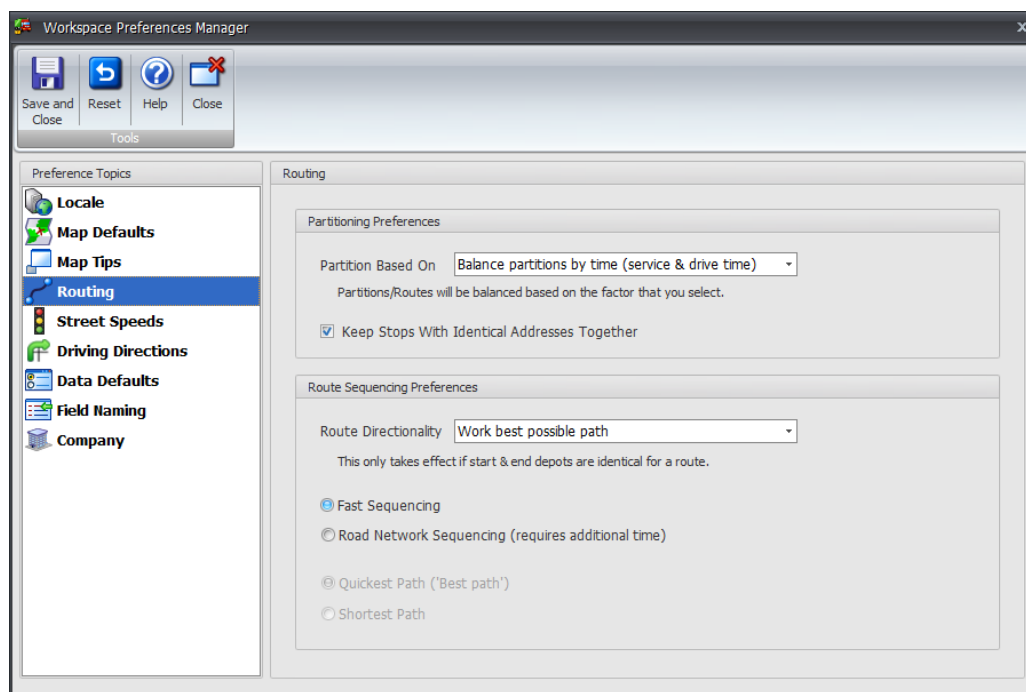 Workspace Preferences Manager
x
Save and Close
Reset
Help
Close
Tools
Preference Topics
Locale
Map Defaults
Map Tips
Routing
Street Speeds
Driving Directions
Data Defaults
Field Naming
Company
Routing
Partitioning Preferences
Partition Based On Balance partitions by time (service & drive time)
Partitions/Routes will be balanced based on the factor that you select.
Keep Stops With Identical Addresses Together
Route Sequencing Preferences
Route Directionality Work best possible path
This only takes effect if start & end depots are identical for a route.
Fast Sequencing
Road Network Sequencing (requires additional time)
Quickest Path ('Best path')
Shortest Path